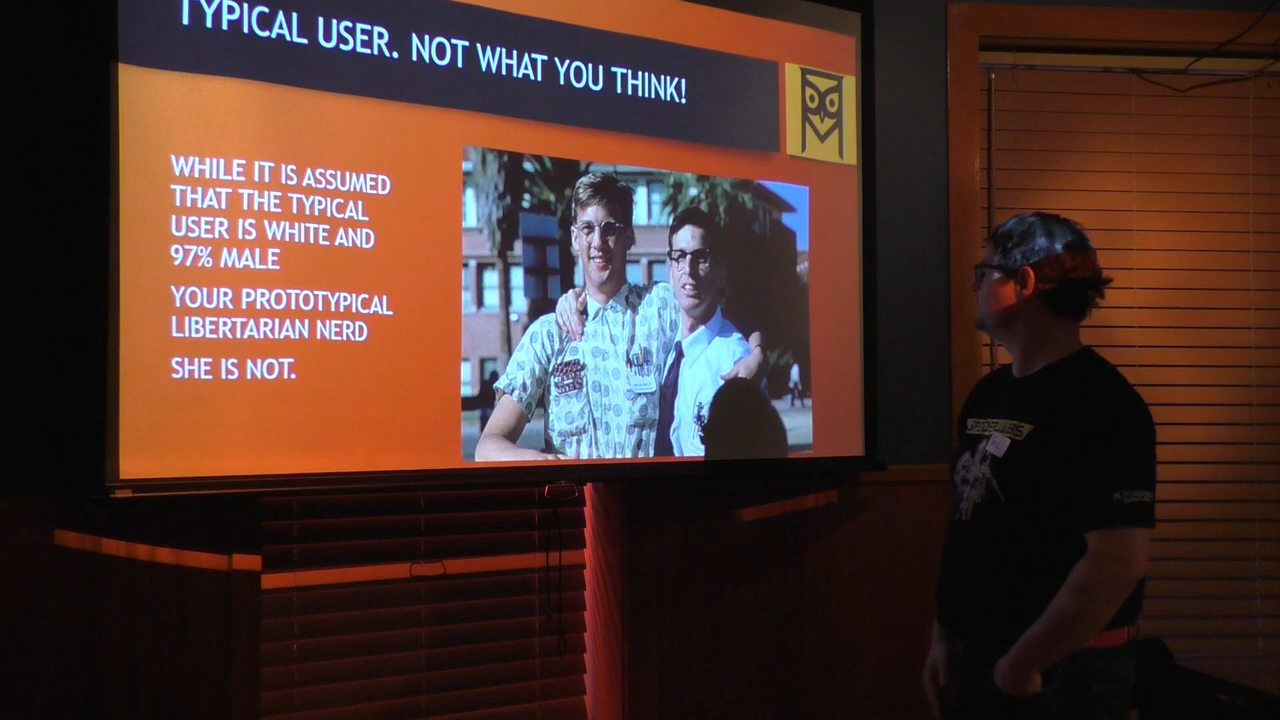 TYPICAL USER. NOT WHAT YOU THINK!
WHILE IT IS ASSUMED
THAT THE TYPICAL
USER IS WHITE AND
97% MALE
YOUR PROTOTYPICAL
LIBERTARIAN NERD
SHE IS NOT.